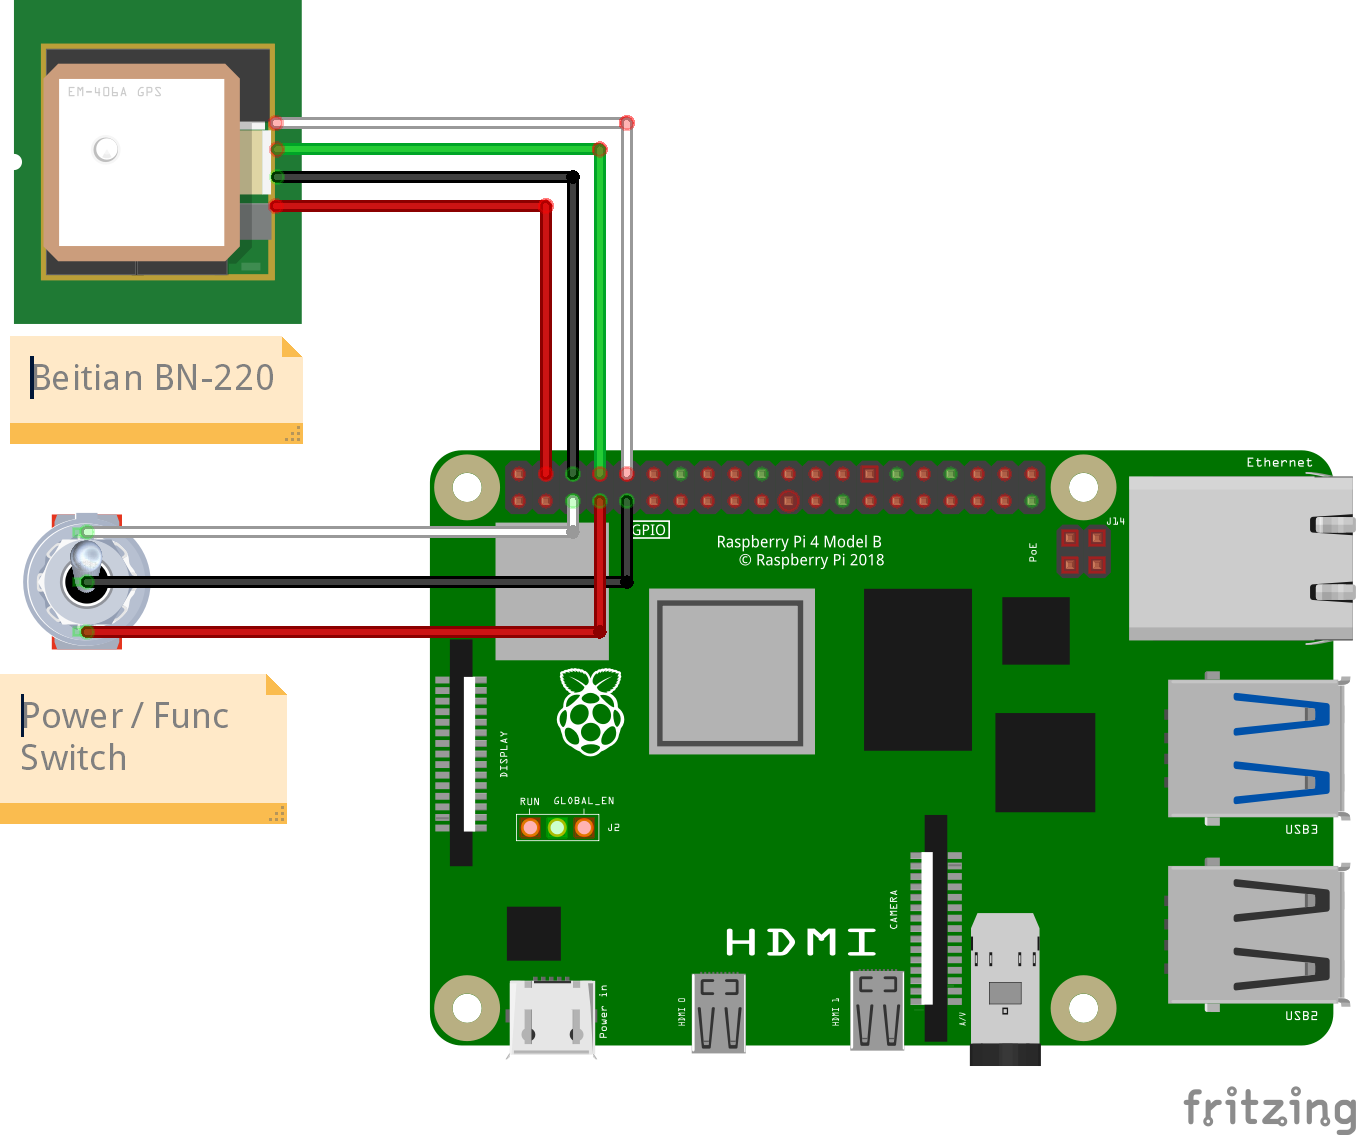 EM-406A GPS
Beitian BN-220
Power / Func
Switch
GPIO
Raspberry Pi 4 Model B
© Raspberry Pi 2018
Ethernet
J14
PoE
DISPLAY
RUN
GLOBAL_EN
J2
USB3
CAMERA
HDMI
Power in
HDMI 0
HDMI 1
A/V
USB2
fritzing